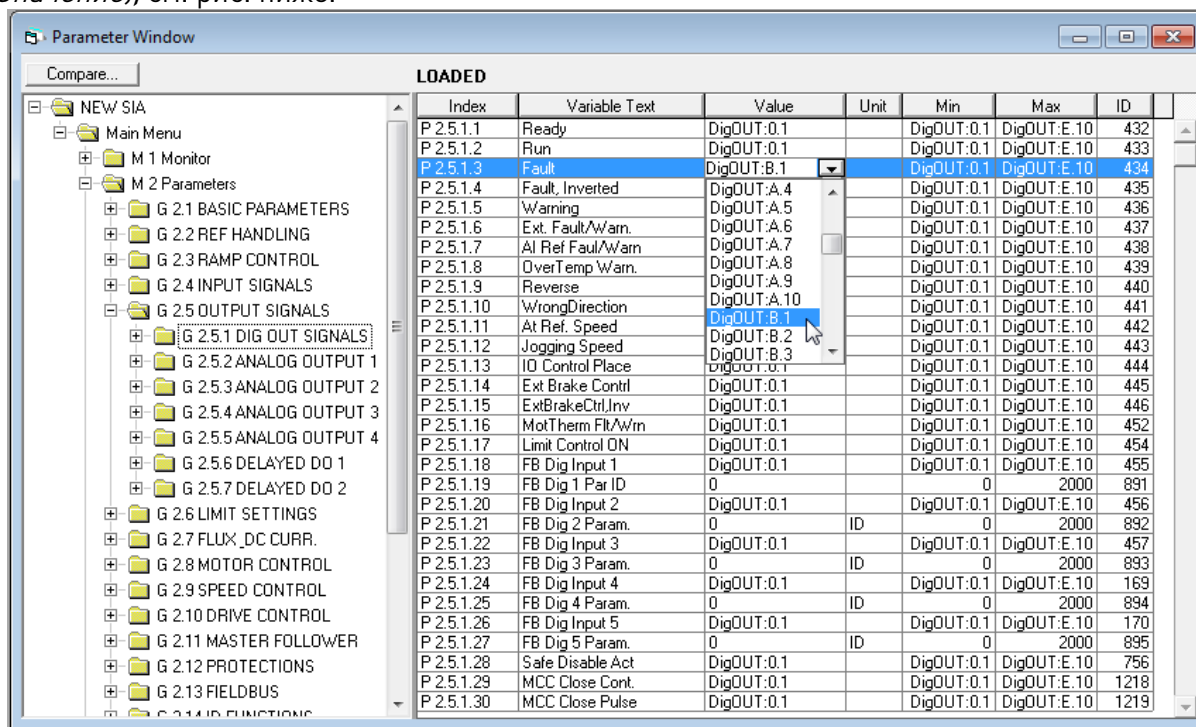 см. рис. ниже.
Parameter Window
Compare...
LOADED
NEW SIA
Main Menu
M 1 Monitor
M 2 Parameters
G 2.1 BASIC PARAMETERS
G 2.2 REF HANDLING
G 2.3 RAMP CONTROL
G 2.4 INPUT SIGNALS
G 2.5 OUTPUT SIGNALS
G 2.5.1 DIG OUT SIGNALS
G 2.5.2 ANALOG OUTPUT 1
G 2.5.3 ANALOG OUTPUT 2
G 2.5.4 ANALOG OUTPUT 3
G 2.5.5 ANALOG OUTPUT 4
G 2.5.6 DELAYED DO 1
G 2.5.7 DELAYED DO 2
G 2.6 LIMIT SETTINGS
G 2.7 FLUX_DC CURR.
G 2.8 MOTOR CONTROL
G 2.9 SPEED CONTROL
G 2.10 DRIVE CONTROL
G 2.11 MASTER FOLLOWER
G 2.12 PROTECTIONS
G 2.13 FIELDBUS
G 2.14 ID FUNCTIONS
Index Variable Text Value Unit Min Max ID
P 2.5.1.1 Ready DigOUT:0.1 DigOUT:0.1 DigOUT:E.10 432
P 2.5.1.2 Run DigOUT:0.1 DigOUT:0.1 DigOUT:E.10 433
P 2.5.1.3 Fault DigOUT:B.1 DigOUT:0.1 DigOUT:E.10 434
P 2.5.1.4 Fault, Inverted DigOUT:A.4 DigOUT:0.1 DigOUT:E.10 435
P 2.5.1.5 Warning DigOUT:A.5 DigOUT:0.1 DigOUT:E.10 436
P 2.5.1.6 Ext. Fault/Warn. DigOUT:A.6 DigOUT:0.1 DigOUT:E.10 437
P 2.5.1.7 AI Ref Faul/Warn DigOUT:A.7 DigOUT:0.1 DigOUT:E.10 438
P 2.5.1.8 OverTemp Warn. DigOUT:A.8 DigOUT:0.1 DigOUT:E.10 439
P 2.5.1.9 Reverse DigOUT:A.9 DigOUT:0.1 DigOUT:E.10 440
P 2.5.1.10 WrongDirection DigOUT:A.10 DigOUT:0.1 DigOUT:E.10 441
P 2.5.1.11 At Ref. Speed DigOUT:B.1 DigOUT:0.1 DigOUT:E.10 442
P 2.5.1.12 Jogging Speed DigOUT:B.2 DigOUT:0.1 DigOUT:E.10 443
DigOUT:B.3
P 2.5.1.13 IO Control Place DigOUT:0.1 DigOUT:0.1 DigOUT:E.10 444
P 2.5.1.14 Ext Brake Contrl DigOUT:0.1 DigOUT:0.1 DigOUT:E.10 445
P 2.5.1.15 ExtBrakeCtrl,Inv DigOUT:0.1 DigOUT:0.1 DigOUT:E.10 446
P 2.5.1.16 MotTherm Flt/Wrn DigOUT:0.1 DigOUT:0.1 DigOUT:E.10 452
P 2.5.1.17 Limit Control ON DigOUT:0.1 DigOUT:0.1 DigOUT:E.10 454
P 2.5.1.18 FB Dig Input 1 DigOUT:0.1 DigOUT:0.1 DigOUT:E.10 455
P 2.5.1.19 FB Dig 1 Par ID 0 0 2000 891
P 2.5.1.20 FB Dig Input 2 DigOUT:0.1 DigOUT:0.1 DigOUT:E.10 456
P 2.5.1.21 FB Dig 2 Param. 0 ID 0 2000 892
P 2.5.1.22 FB Dig Input 3 DigOUT:0.1 DigOUT:0.1 DigOUT:E.10 457
P 2.5.1.23 FB Dig 3 Param. 0 ID 0 2000 893
P 2.5.1.24 FB Dig Input 4 DigOUT:0.1 DigOUT:0.1 DigOUT:E.10 169
P 2.5.1.25 FB Dig 4 Param. 0 ID 0 2000 894
P 2.5.1.26 FB Dig Input 5 DigOUT:0.1 DigOUT:0.1 DigOUT:E.10 170
P 2.5.1.27 FB Dig 5 Param. 0 ID 0 2000 895
P 2.5.1.28 Safe Disable Act DigOUT:0.1 DigOUT:0.1 DigOUT:E.10 756
P 2.5.1.29 MCC Close Cont. DigOUT:0.1 DigOUT:0.1 DigOUT:E.10 1218
P 2.5.1.30 MCC Close Pulse DigOUT:0.1 DigOUT:0.1 DigOUT:E.10 1219